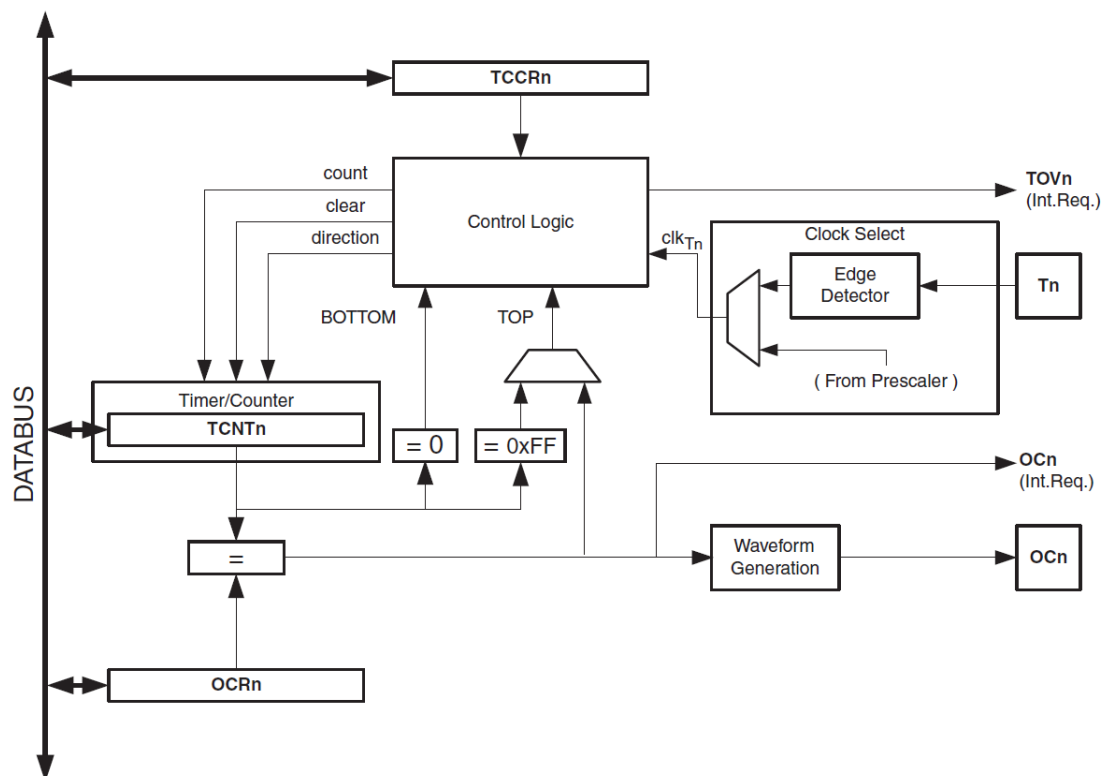 TCCRn
count
clear
direction
Control Logic
TOVn
(Int.Req.)
clkTn
Clock Select
Edge
Detector
Tn
( From Prescaler )
BOTTOM
TOP
Timer/Counter
TCNTn
= 0
= 0xFF
DATABUS
OCn
(Int.Req.)
=
Waveform
Generation
OCn
OCRn